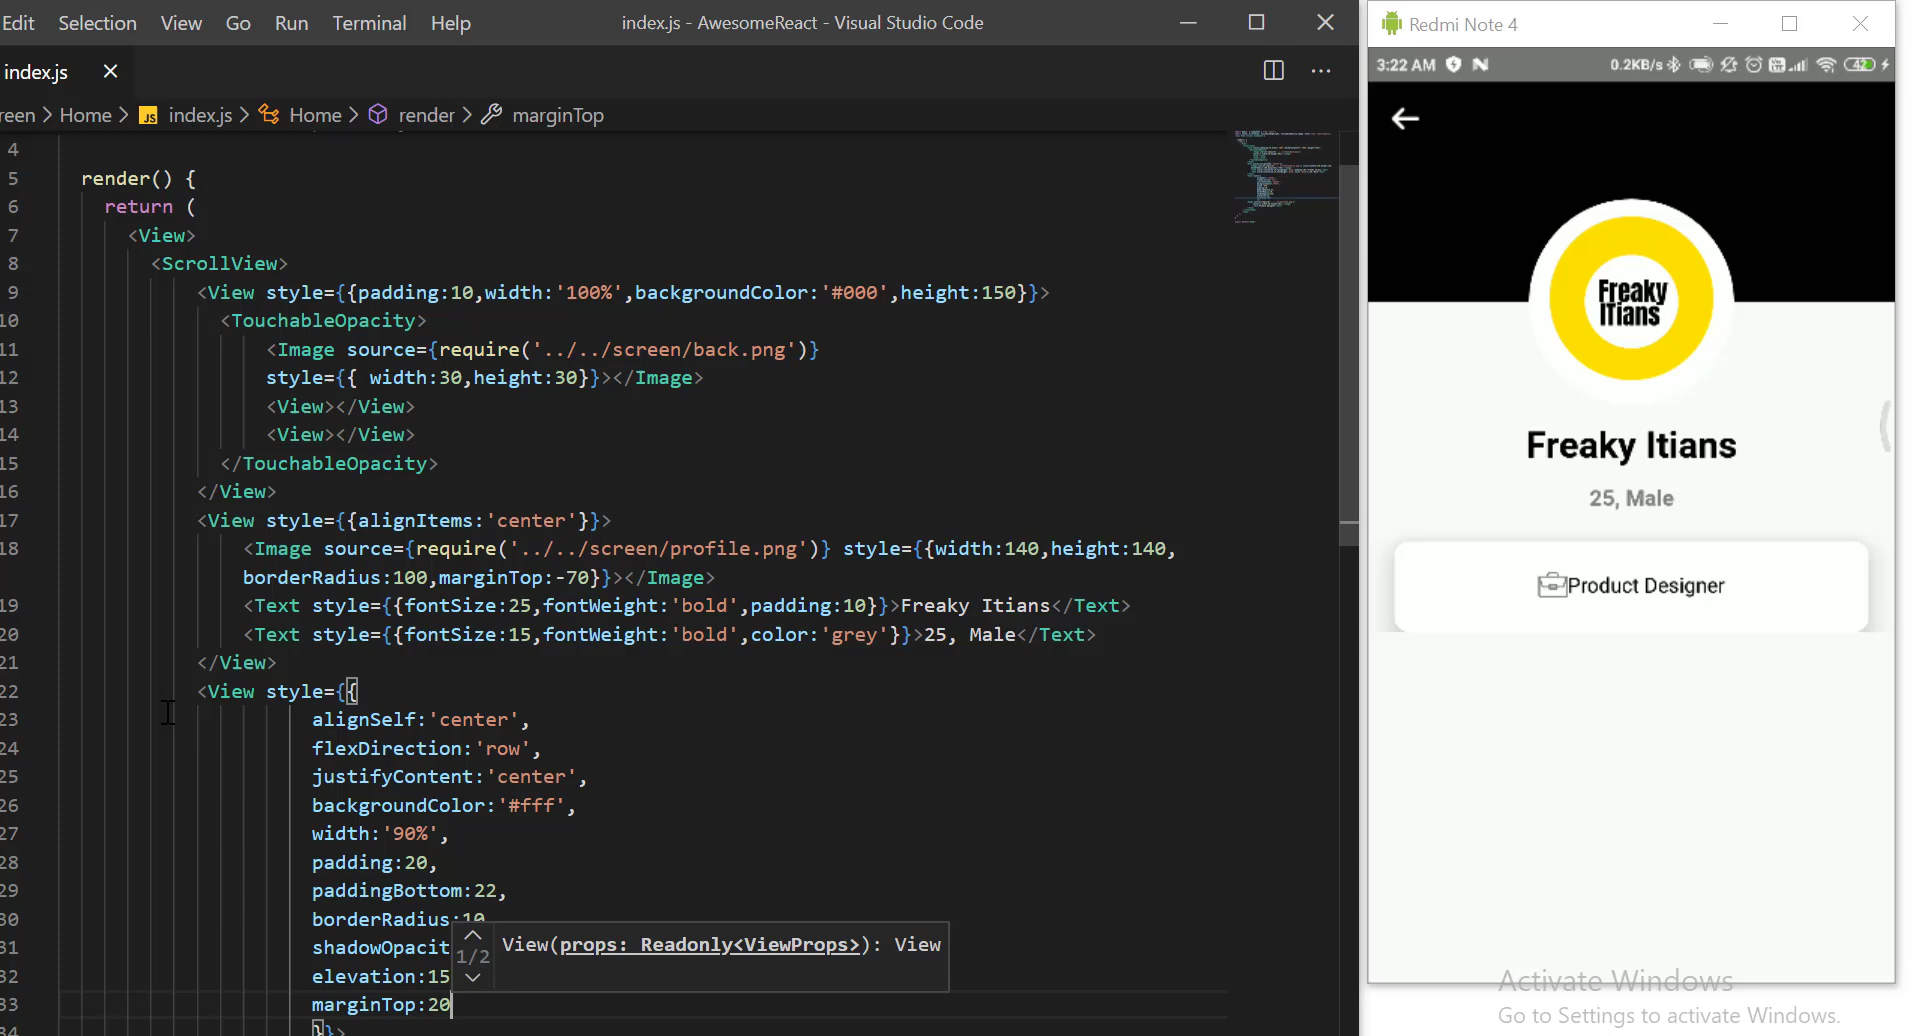 Edit Selection View Go Run Terminal Help index.js - AwesomeReact - Visual Studio Code
index.js
reen > Home > JS index.js > Home > render > marginTop
4
5 render() {
6 return (
7 <View>
8 <ScrollView>
9 <View style={{padding:10,width:'100%',backgroundColor:'#000',height:150}}>
10 <TouchableOpacity>
11 <Image source={require('../../screen/back.png')}
12 style={{ width:30,height:30}}></Image>
13 <View></View>
14 <View></View>
15 </TouchableOpacity>
16 </View>
17 <View style={{alignItems:'center'}}>
18 <Image source={require('../../screen/profile.png')} style={{width:140,height:140,
borderRadius:100,marginTop:-70}}></Image>
19 <Text style={{fontSize:25,fontWeight:'bold',padding:10}}>Freaky Itians</Text>
20 <Text style={{fontSize:15,fontWeight:'bold',color:'grey'}}>25, Male</Text>
21 </View>
22 <View style={{
23 alignSelf:'center',
24 flexDirection:'row',
25 justifyContent:'center',
26 backgroundColor:'#fff',
27 width:'90%',
28 padding:20,
29 paddingBottom:22,
30 borderRadius:10
31 shadowOpacit
32 elevation:15
33 marginTop:20
34 }}>
1/2 View(props: Readonly<ViewProps>): View
Redmi Note 4
3:22 AM 0.2KB/s 42
Freaky
ITians
Freaky Itians
25, Male
Product Designer
Activate Windows
Go to Settings to activate Windows.